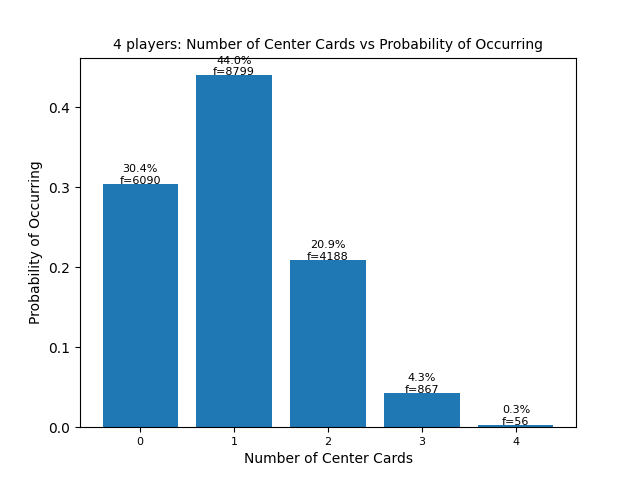 4 players: Number of Center Cards vs Probability of Occurring
44.0%
f=8799
30.4%
f=6090
20.9%
f=4188
4.3%
f=867
0.3%
f=56
0.4
0.3
0.2
0.1
0.0
Probability of Occurring
0 1 2 3 4
Number of Center Cards